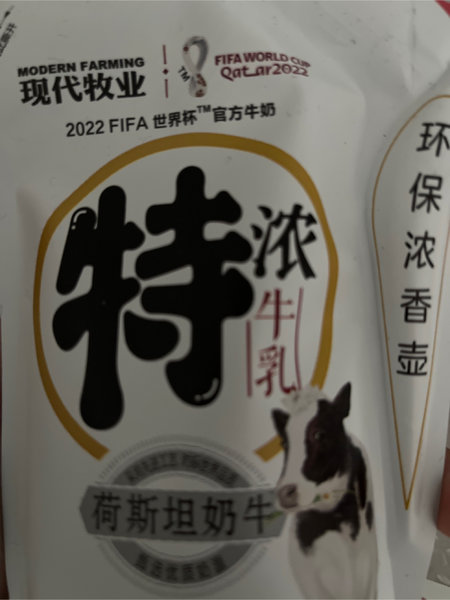 MODERN FARMING
现代牧业
FIFA WORLD CUP
Qatar2022
TM
2022 FIFA 世界杯™官方牛奶
特浓
牛乳
环保浓香壶
荷斯坦奶牛